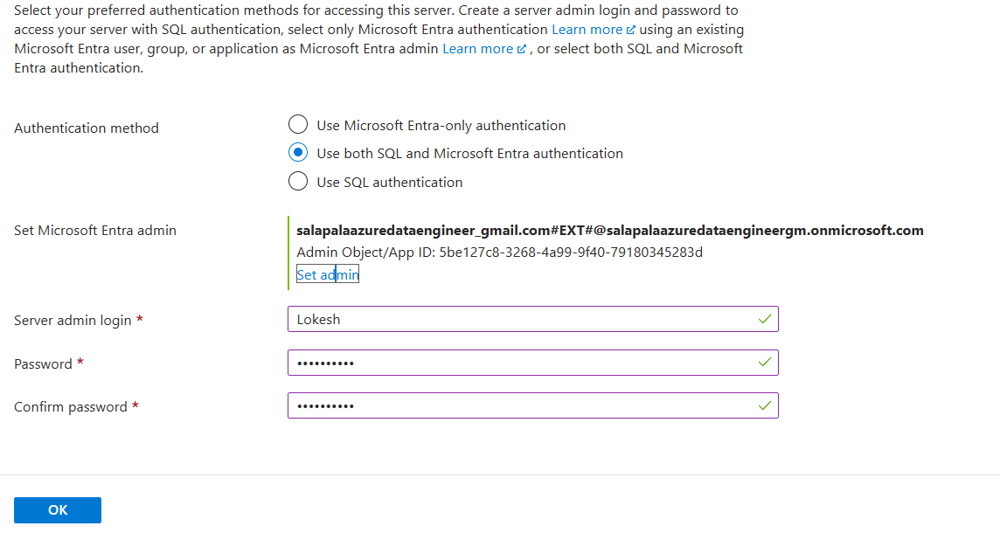 Select your preferred authentication methods for accessing this server. Create a server admin login and password to
access your server with SQL authentication, select only Microsoft Entra authentication Learn more using an existing
Microsoft Entra user, group, or application as Microsoft Entra admin Learn more , or select both SQL and Microsoft
Entra authentication.
Authentication method
Use Microsoft Entra-only authentication
Use both SQL and Microsoft Entra authentication
Use SQL authentication
Set Microsoft Entra admin
salapalaazuredataengineer_gmail.com#EXT#@salapalaazuredataengineergm.onmicrosoft.com
Admin Object/App ID: 5be127c8-3268-4a99-9f40-79180345283d
Set admin
Server admin login *
Lokesh
Password *
••••••••••
Confirm password *
••••••••••
OK